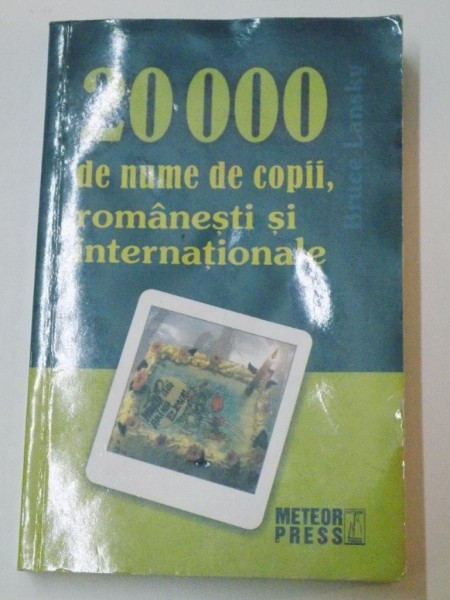 20 000
de nume de copii,
românești și
internaționale
Bruce Lansky
METEOR
PRESS